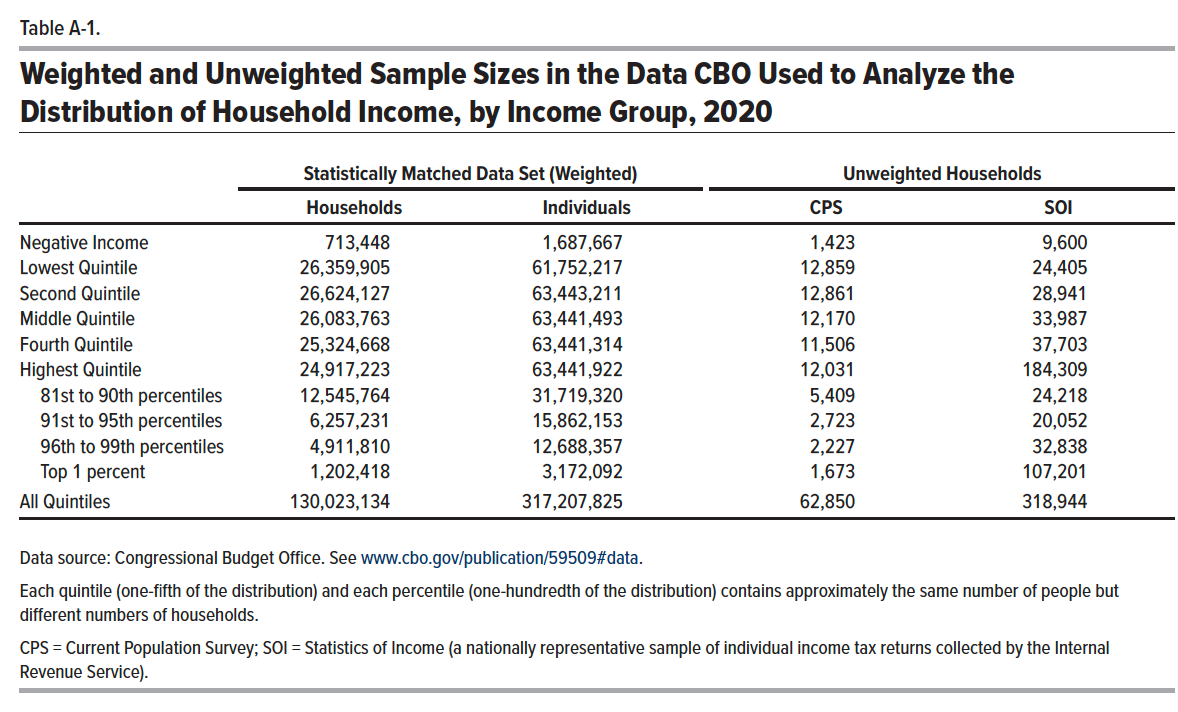 Table A-1.
Weighted and Unweighted Sample Sizes in the Data CBO Used to Analyze the
Distribution of Household Income, by Income Group, 2020
Statistically Matched Data Set (Weighted) Unweighted Households
Households Individuals CPS SOI
Negative Income 713,448 1,687,667 1,423 9,600
Lowest Quintile 26,359,905 61,752,217 12,859 24,405
Second Quintile 26,624,127 63,443,211 12,861 28,941
Middle Quintile 26,083,763 63,441,493 12,170 33,987
Fourth Quintile 25,324,668 63,441,314 11,506 37,703
Highest Quintile 24,917,223 63,441,922 12,031 184,309
81st to 90th percentiles 12,545,764 31,719,320 5,409 24,218
91st to 95th percentiles 6,257,231 15,862,153 2,723 20,052
96th to 99th percentiles 4,911,810 12,688,357 2,227 32,838
Top 1 percent 1,202,418 3,172,092 1,673 107,201
All Quintiles 130,023,134 317,207,825 62,850 318,944
Data source: Congressional Budget Office. See www.cbo.gov/publication/59509#data.
Each quintile (one-fifth of the distribution) and each percentile (one-hundredth of the distribution) contains approximately the same number of people but
different numbers of households.
CPS = Current Population Survey; SOI = Statistics of Income (a nationally representative sample of individual income tax returns collected by the Internal
Revenue Service).